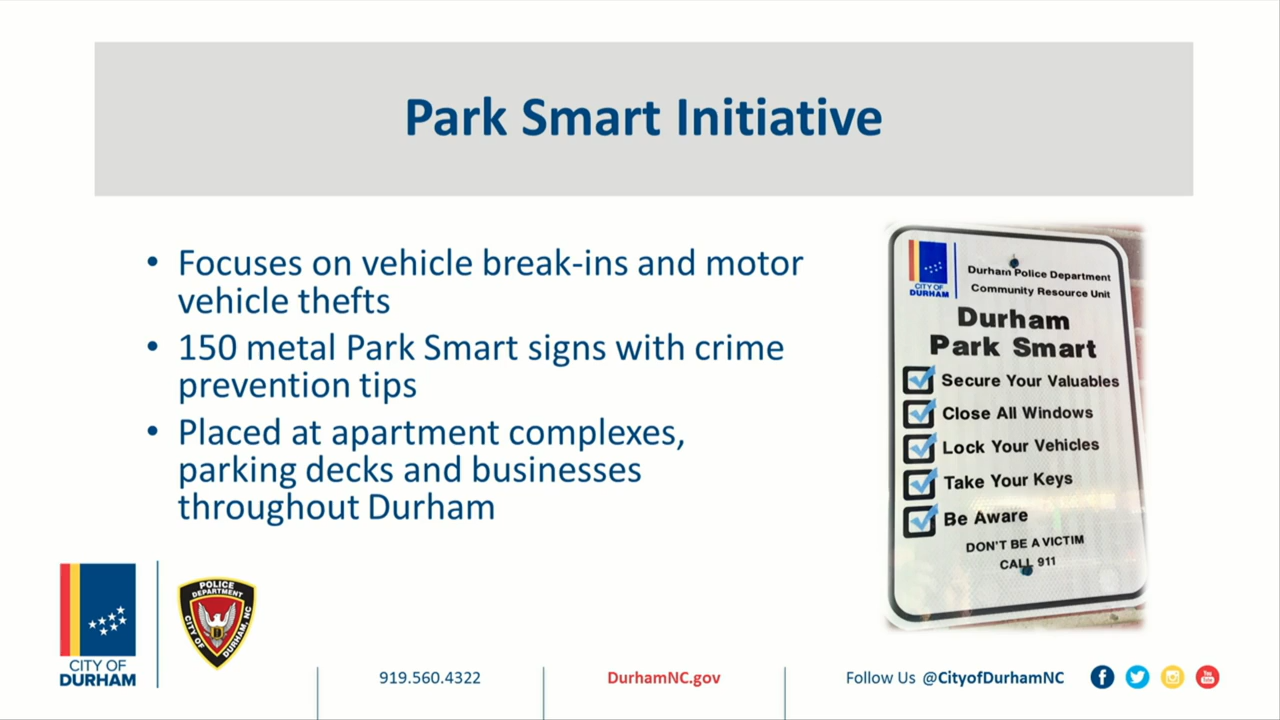 Park Smart Initiative
• Focuses on vehicle break-ins and motor
vehicle thefts
• 150 metal Park Smart signs with crime
prevention tips
• Placed at apartment complexes,
parking decks and businesses
throughout Durham
CITY OF
DURHAM
Durham Police Department
Community Resource Unit
Durham
Park Smart
Secure Your Valuables
Close All Windows
Lock Your Vehicles
Take Your Keys
Be Aware
DON'T BE A VICTIM
CALL 911
CITY OF
DURHAM
POLICE
DEPARTMENT
CITY OF
DURHAM, NC
919.560.4322
DurhamNC.gov
Follow Us @CityofDurhamNC
You
Tube